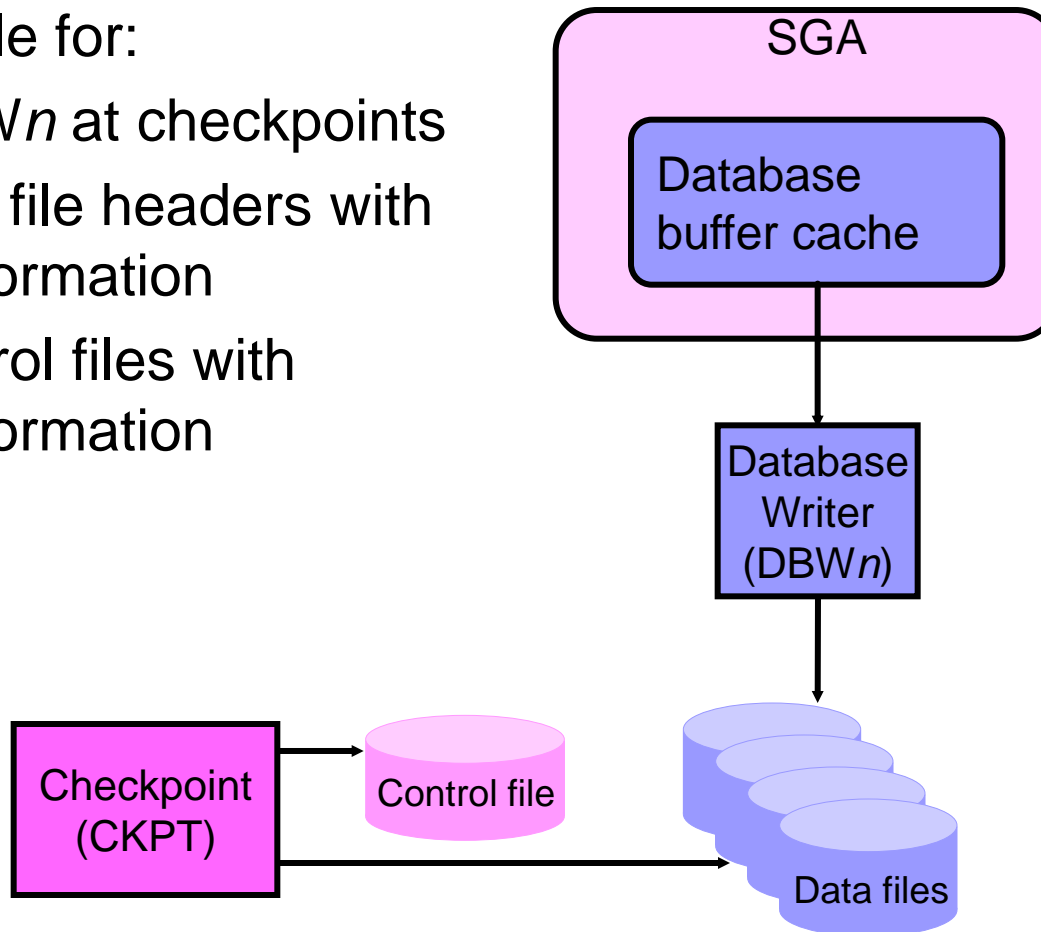 le for:
Wn at checkpoints
file headers with
ormation
rol files with
ormation
SGA
Database
buffer cache
Database
Writer
(DBWn)
Checkpoint
(CKPT)
Control file
Data files